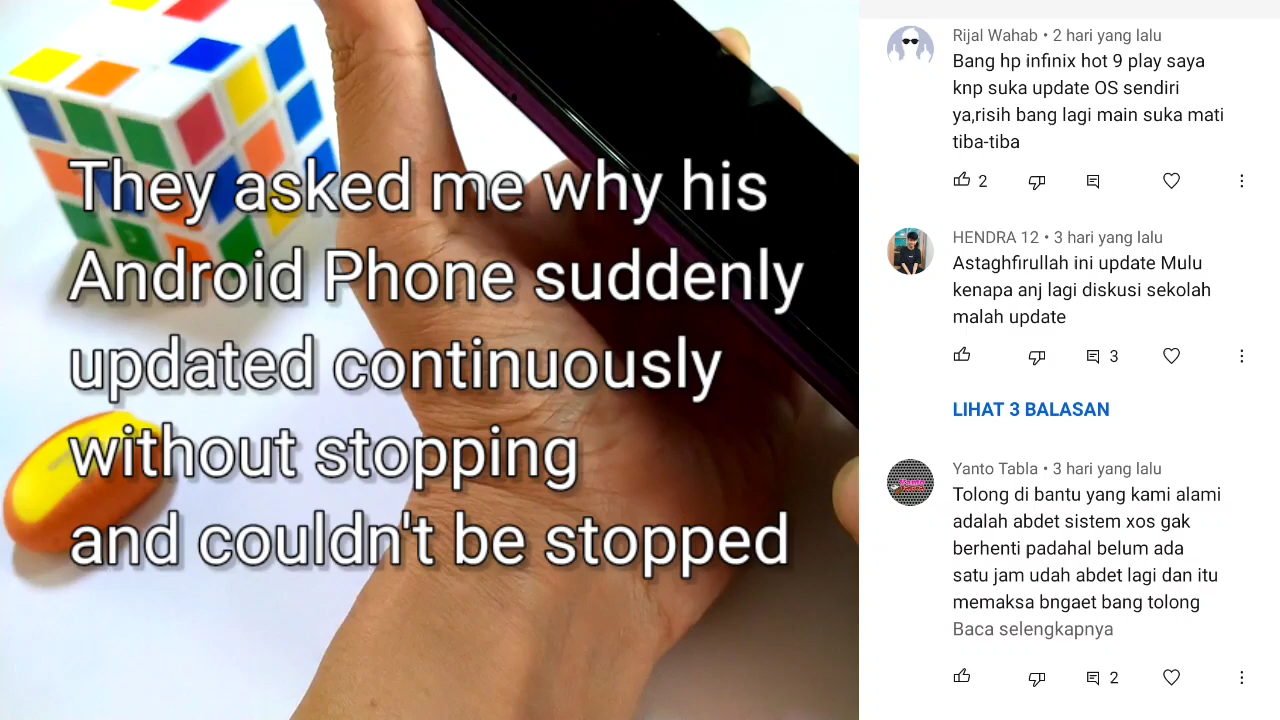 They asked me why his
Android Phone suddenly
updated continuously
without stopping
and couldn't be stopped
Rijal Wahab • 2 hari yang lalu
Bang hp infinix hot 9 play saya
knp suka update OS sendiri
ya,risih bang lagi main suka mati
tiba-tiba
2
HENDRA 12 • 3 hari yang lalu
Astaghfirullah ini update Mulu
kenapa anj lagi diskusi sekolah
malah update
3
LIHAT 3 BALASAN
Yanto Tabla • 3 hari yang lalu
Tolong di bantu yang kami alami
adalah abdet sistem xos gak
berhenti padahal belum ada
satu jam udah abdet lagi dan itu
memaksa bngaet bang tolong
Baca selengkapnya
2